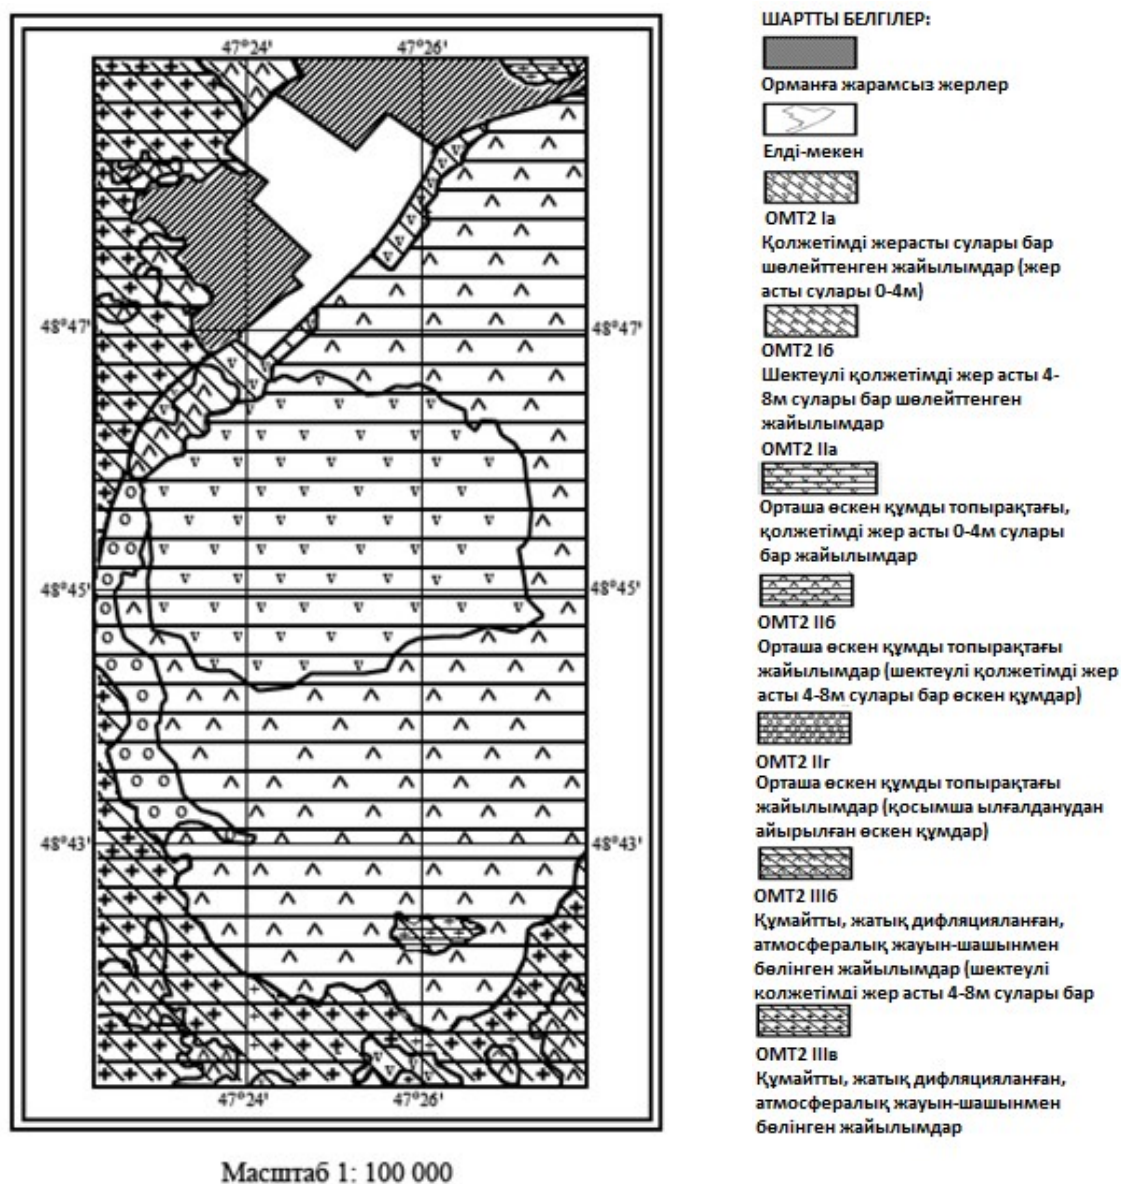 47°24' 47°26'
48°47' 48°47'
48°45' 48°45'
48°43' 48°43'
47°24' 47°26'
Масштаб 1: 100 000
ШАРТТЫ БЕЛГІЛЕР:
Орманға жарамсыз жерлер
Елді-мекен
ОМТ2 Іа
Қолжетімді жерасты сулары бар
шөлейттенген жайылымдар (жер
асты сулары 0-4м)
ОМТ2 Іб
Шектеулі қолжетімді жер асты 4-
8м сулары бар шөлейттенген
жайылымдар
ОМТ2 ІІа
Орташа өскен құмды топырақтағы,
қолжетімді жер асты 0-4м сулары
бар жайылымдар
ОМТ2 ІІб
Орташа өскен құмды топырақтағы
жайылымдар (шектеулі қолжетімді жер
асты 4-8м сулары бар өскен құмдар)
ОМТ2 ІІг
Орташа өскен құмды топырақтағы
жайылымдар (қосымша ылғалданудан
айырылған өскен құмдар)
ОМТ2 ІІІб
Құмайтты, жатық дифляцияланған,
атмосфералық жауын-шашынмен
бөлінген жайылымдар (шектеулі
қолжетімді жер асты 4-8м сулары бар
ОМТ2 ІІІв
Құмайтты, жатық дифляцияланған,
атмосфералық жауын-шашынмен
бөлінген жайылымдар